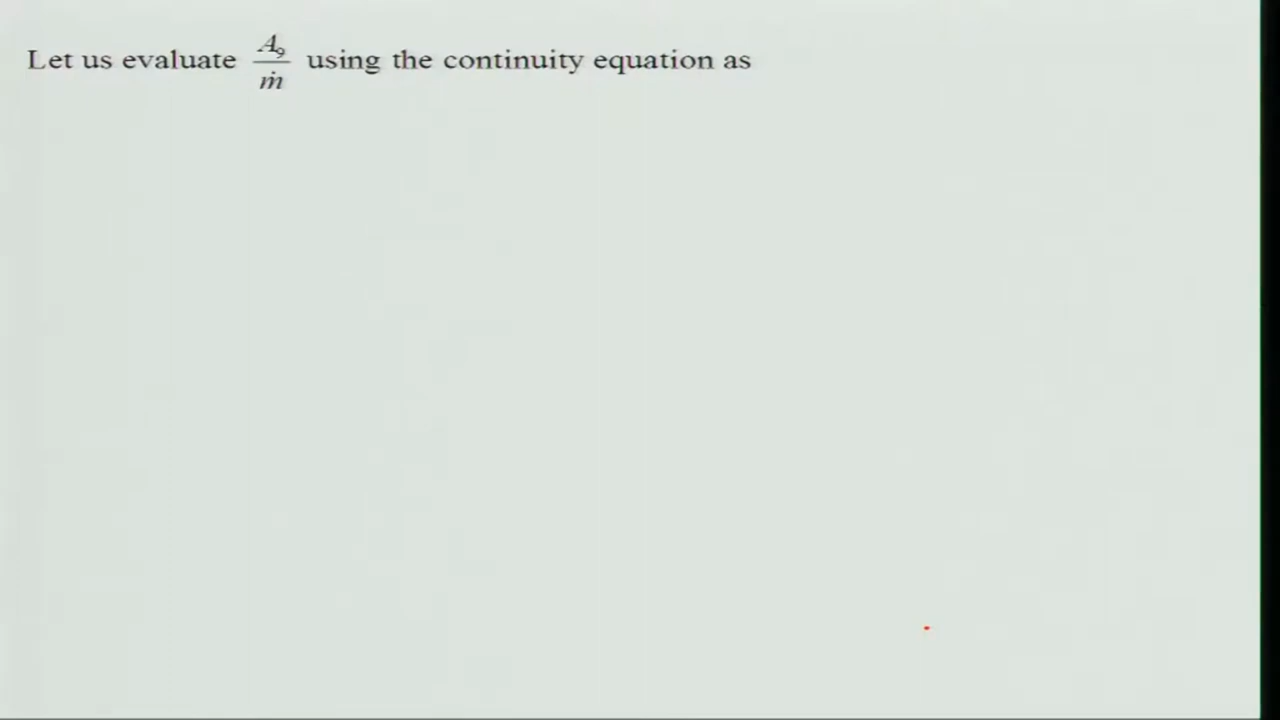 Let us evaluate A₉/ṁ using the continuity equation as